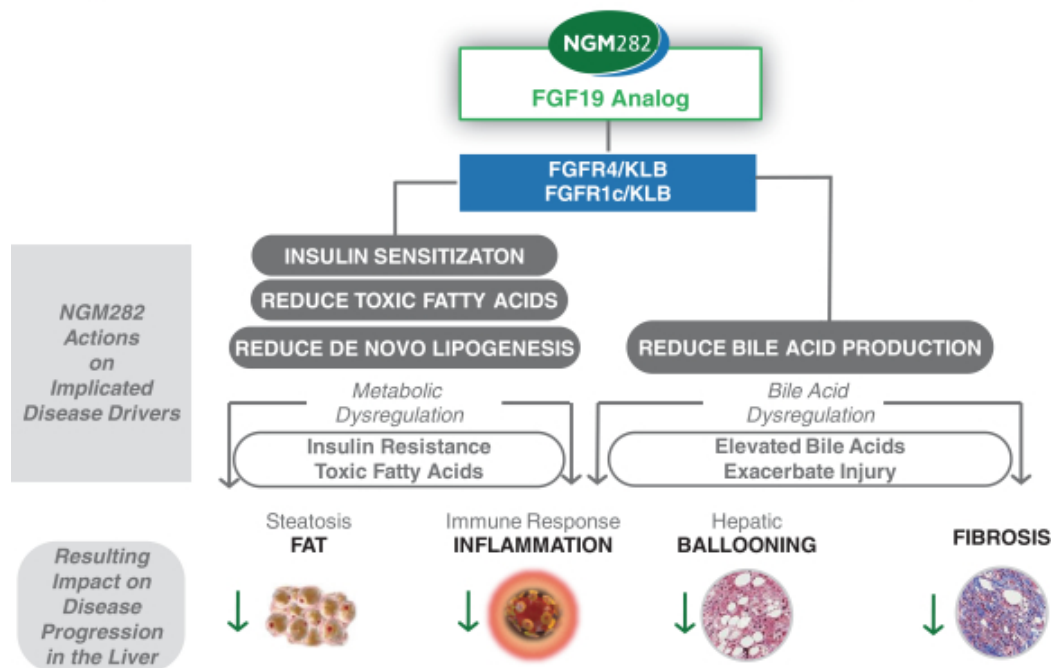 NGM282
FGF19 Analog
FGFR4/KLB
FGFR1c/KLB
INSULIN SENSITIZATON
REDUCE TOXIC FATTY ACIDS
REDUCE DE NOVO LIPOGENESIS
REDUCE BILE ACID PRODUCTION
NGM282
Actions
on
Implicated
Disease Drivers
Metabolic
Dysregulation
Insulin Resistance
Toxic Fatty Acids
Bile Acid
Dysregulation
Elevated Bile Acids
Exacerbate Injury
Resulting
Impact on
Disease
Progression
in the Liver
Steatosis
FAT
Immune Response
INFLAMMATION
Hepatic
BALLOONING
FIBROSIS